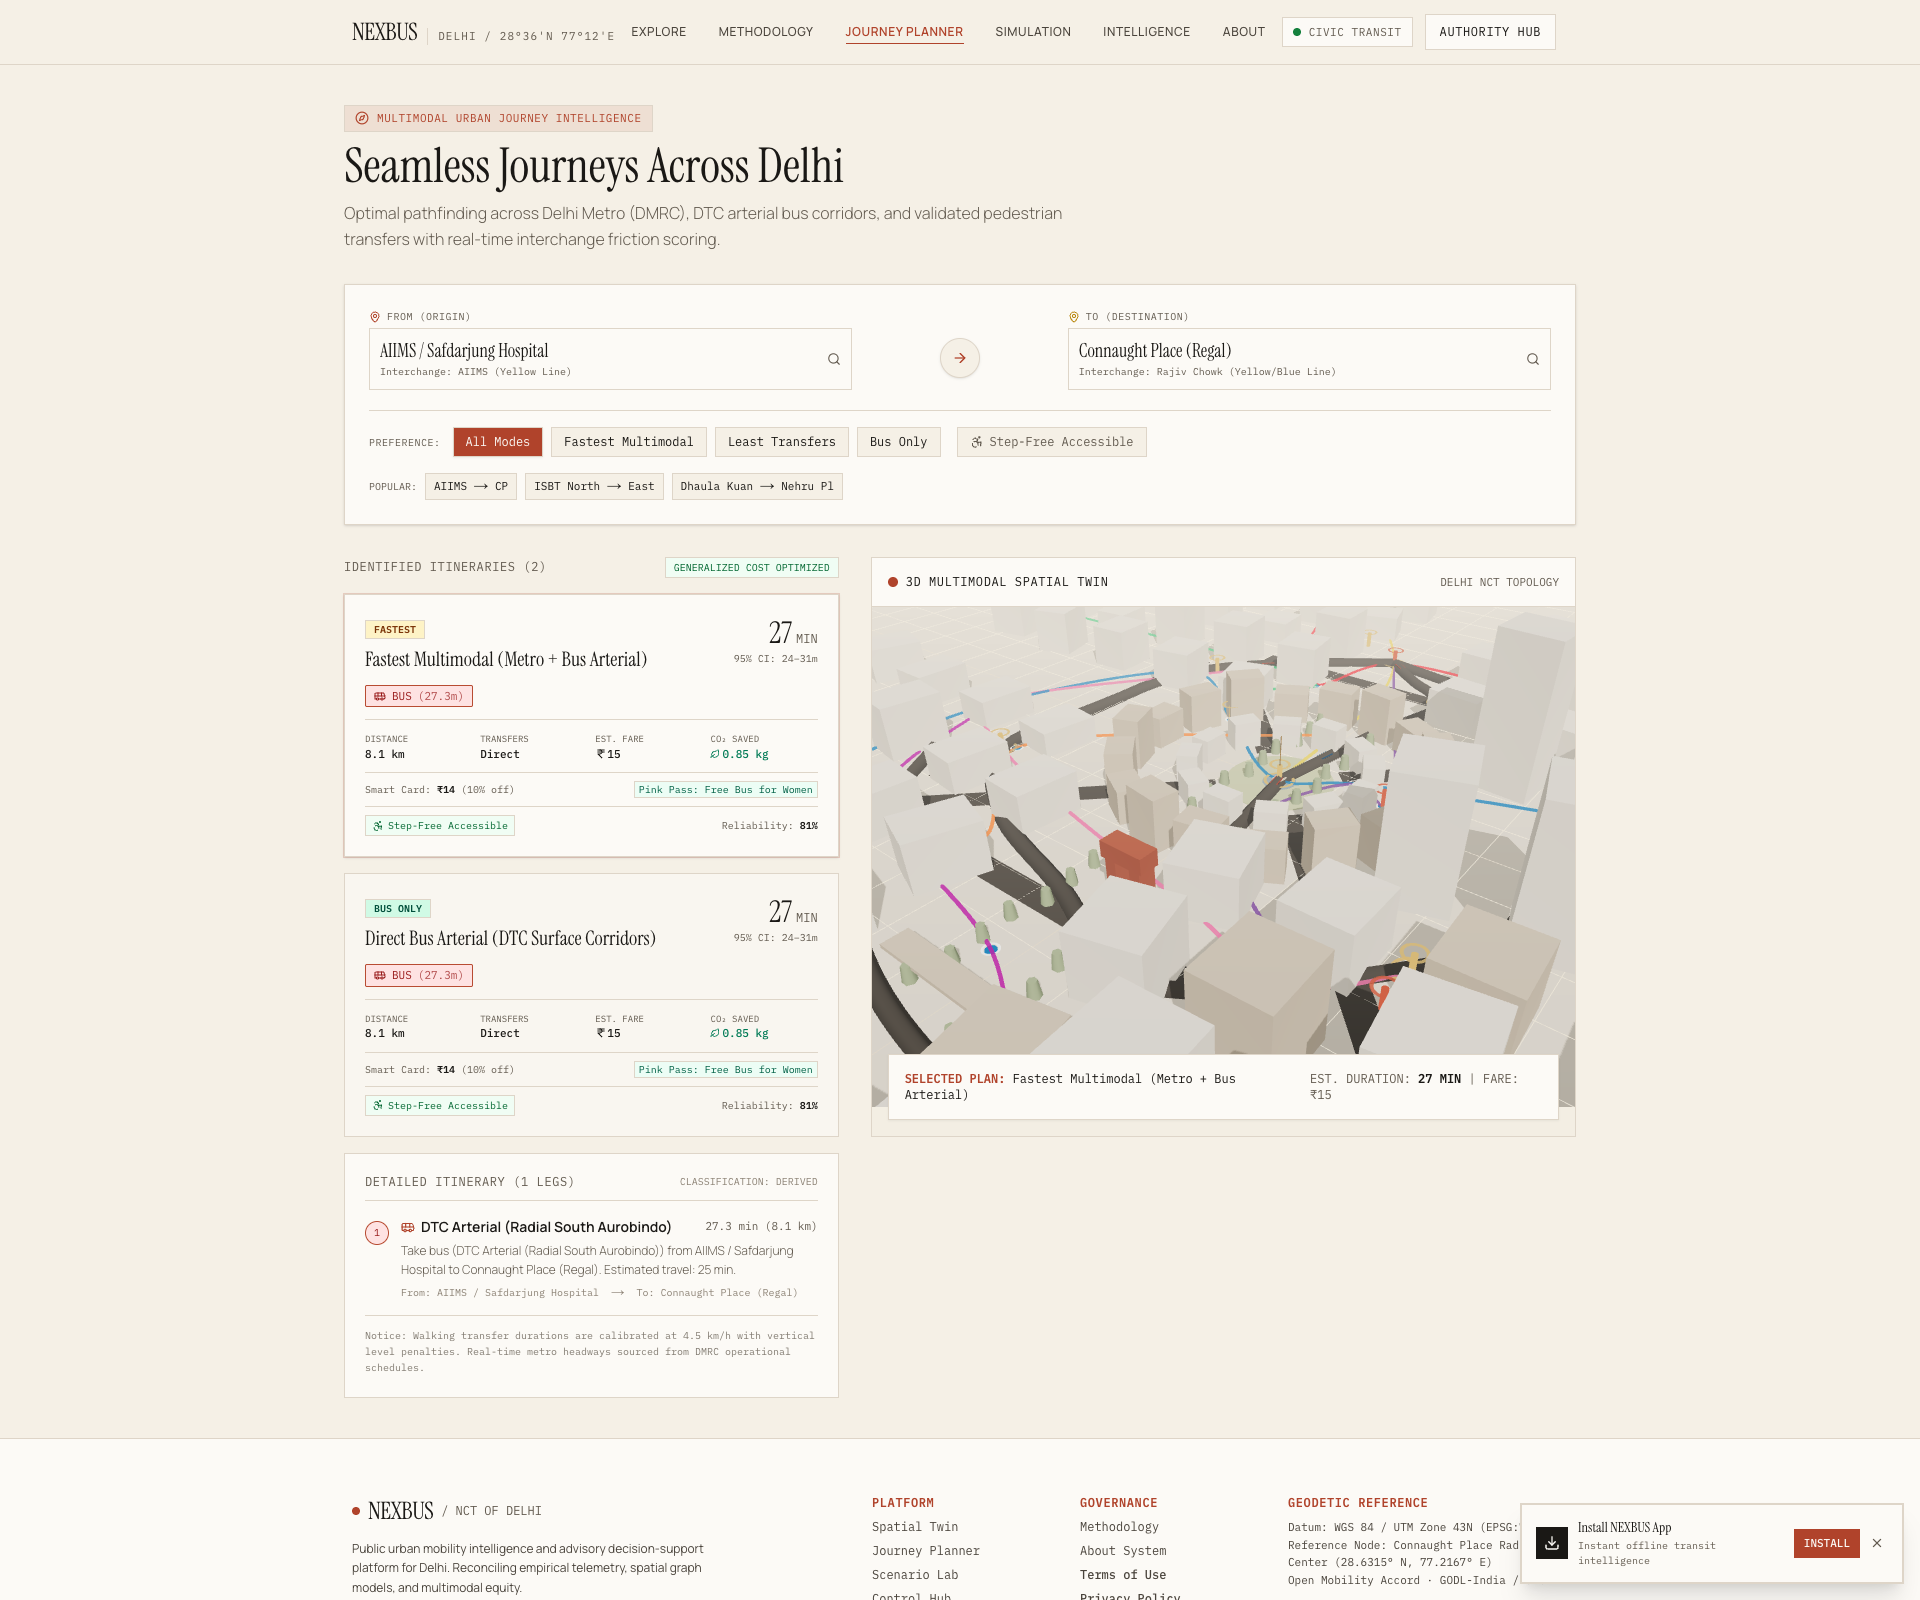 NEXBUS
DELHI / 28°36'N 77°12'E
EXPLORE
METHODOLOGY
JOURNEY PLANNER
SIMULATION
INTELLIGENCE
ABOUT
CIVIC TRANSIT
AUTHORITY HUB
MULTIMODAL URBAN JOURNEY INTELLIGENCE
Seamless Journeys Across Delhi
Optimal pathfinding across Delhi Metro (DMRC), DTC arterial bus corridors, and validated pedestrian
transfers with real-time interchange friction scoring.
FROM (ORIGIN)
AIIMS / Safdarjung Hospital
Interchange: AIIMS (Yellow Line)
TO (DESTINATION)
Connaught Place (Regal)
Interchange: Rajiv Chowk (Yellow/Blue Line)
PREFERENCE:
All Modes
Fastest Multimodal
Least Transfers
Bus Only
Step-Free Accessible
POPULAR:
AIIMS ⟶ CP
ISBT North ⟶ East
Dhaula Kuan ⟶ Nehru Pl
IDENTIFIED ITINERARIES (2)
GENERALIZED COST OPTIMIZED
FASTEST
27 MIN
Fastest Multimodal (Metro + Bus Arterial)
95% CI: 24–31m
BUS (27.3m)
DISTANCE
8.1 km
TRANSFERS
Direct
EST. FARE
₹15
CO₂ SAVED
0.85 kg
Smart Card: ₹14 (10% off)
Pink Pass: Free Bus for Women
Step-Free Accessible
Reliability: 81%
BUS ONLY
27 MIN
Direct Bus Arterial (DTC Surface Corridors)
95% CI: 24–31m
BUS (27.3m)
DISTANCE
8.1 km
TRANSFERS
Direct
EST. FARE
₹15
CO₂ SAVED
0.85 kg
Smart Card: ₹14 (10% off)
Pink Pass: Free Bus for Women
Step-Free Accessible
Reliability: 81%
DETAILED ITINERARY (1 LEGS)
CLASSIFICATION: DERIVED
1
DTC Arterial (Radial South Aurobindo)
27.3 min (8.1 km)
Take bus (DTC Arterial (Radial South Aurobindo)) from AIIMS / Safdarjung
Hospital to Connaught Place (Regal). Estimated travel: 25 min.
From: AIIMS / Safdarjung Hospital ⟶ To: Connaught Place (Regal)
Notice: Walking transfer durations are calibrated at 4.5 km/h with vertical
level penalties. Real-time metro headways sourced from DMRC operational
schedules.
3D MULTIMODAL SPATIAL TWIN
DELHI NCT TOPOLOGY
SELECTED PLAN: Fastest Multimodal (Metro + Bus
Arterial)
EST. DURATION: 27 MIN | FARE:
₹15
NEXBUS / NCT OF DELHI
Public urban mobility intelligence and advisory decision-support
platform for Delhi. Reconciling empirical telemetry, spatial graph
models, and multimodal equity.
PLATFORM
Spatial Twin
Journey Planner
Scenario Lab
Control Hub
GOVERNANCE
Methodology
About System
Terms of Use
Privacy Policy
GEODETIC REFERENCE
Datum: WGS 84 / UTM Zone 43N (EPSG:
Reference Node: Connaught Place Rad
Center (28.6315° N, 77.2167° E)
Open Mobility Accord · GODL-India /
Install NEXBUS App
Instant offline transit
intelligence
INSTALL